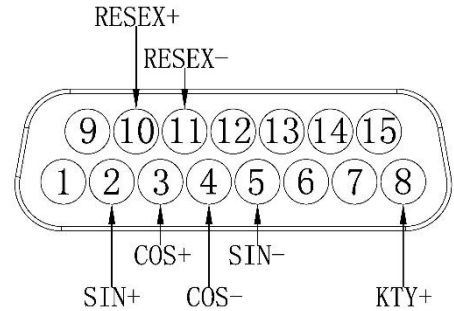 RESEX+
RESEX-
9 10 11 12 13 14 15
1 2 3 4 5 6 7 8
COS+ SIN-
SIN+ COS- KTY+